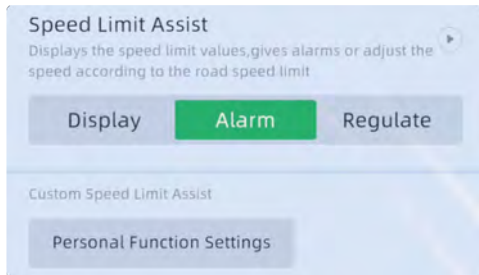 Speed Limit Assist
Displays the speed limit values,gives alarms or adjust the
speed according to the road speed limit
Display Alarm Regulate
Custom Speed Limit Assist
Personal Function Settings